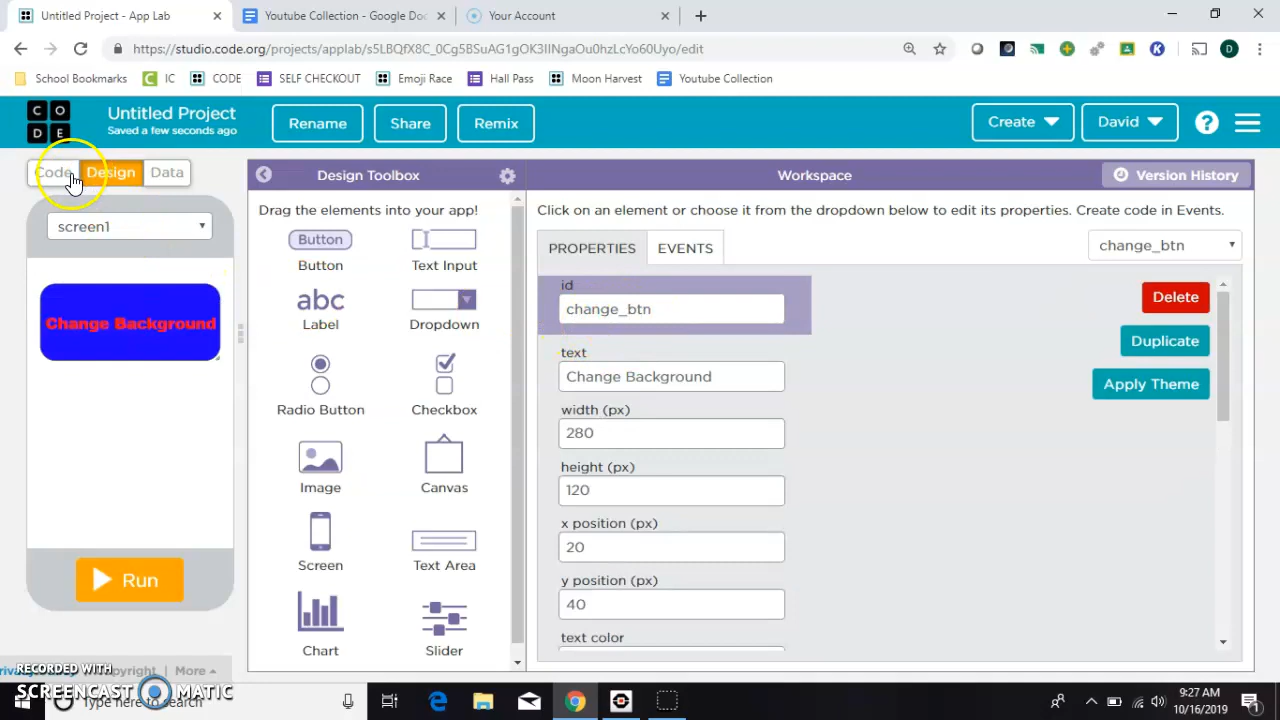 Untitled Project - App Lab
Youtube Collection - Google Doc
Your Account
https://studio.code.org/projects/applab/s5LBQfX8C_0Cg5BSuAG1gOK3IINgaOu0hzLcYo60Uyo/edit
D
School Bookmarks
IC
CODE
SELF CHECKOUT
Emoji Race
Hall Pass
Moon Harvest
Youtube Collection
C O
D E
Untitled Project
Saved a few seconds ago
Rename
Share
Remix
Create
David
?
Code
Design
Data
Design Toolbox
Workspace
Version History
screen1
Drag the elements into your app!
Click on an element or choose it from the dropdown below to edit its properties. Create code in Events.
Button
Button
Text Input
abc
Label
Dropdown
Radio Button
Checkbox
Image
Canvas
Screen
Text Area
Chart
Slider
PROPERTIES
EVENTS
change_btn
id
change_btn
Delete
text
Change Background
Duplicate
width (px)
280
Apply Theme
height (px)
120
x position (px)
20
y position (px)
40
text color
Change Background
Run
Copyright
More
RECORDED WITH
SCREENCAST MATIC
Type here to search
9:27 AM
10/16/2019
1